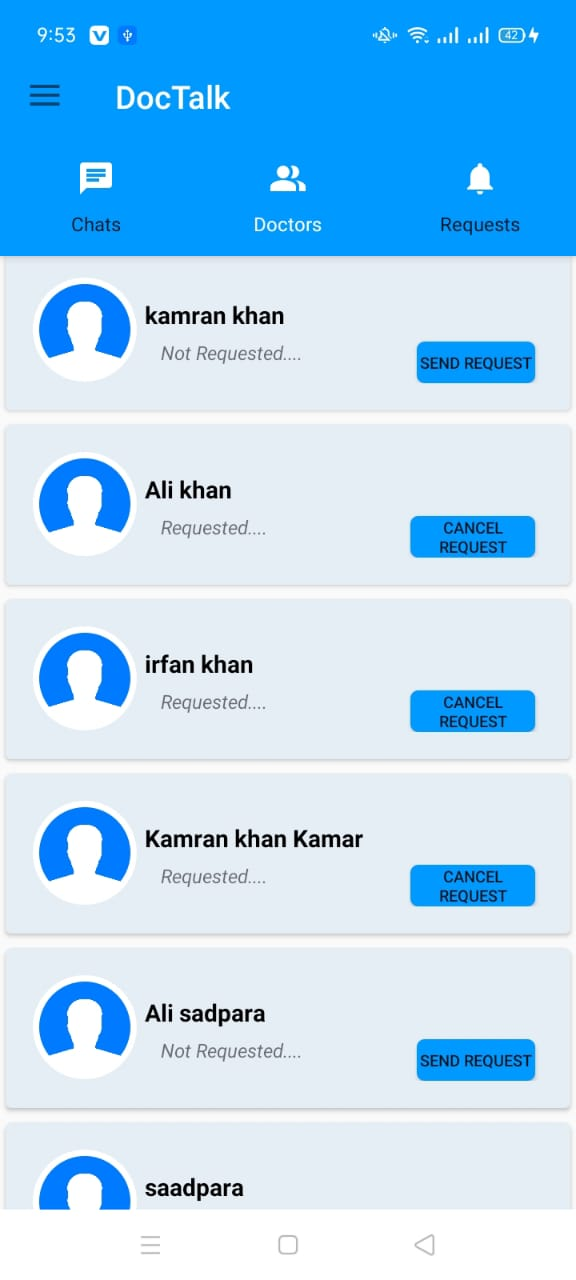 9:53
42
DocTalk
Chats
Doctors
Requests
kamran khan
Not Requested....
SEND REQUEST
Ali khan
Requested....
CANCEL
REQUEST
irfan khan
Requested....
CANCEL
REQUEST
Kamran khan Kamar
Requested....
CANCEL
REQUEST
Ali sadpara
Not Requested....
SEND REQUEST
saadpara